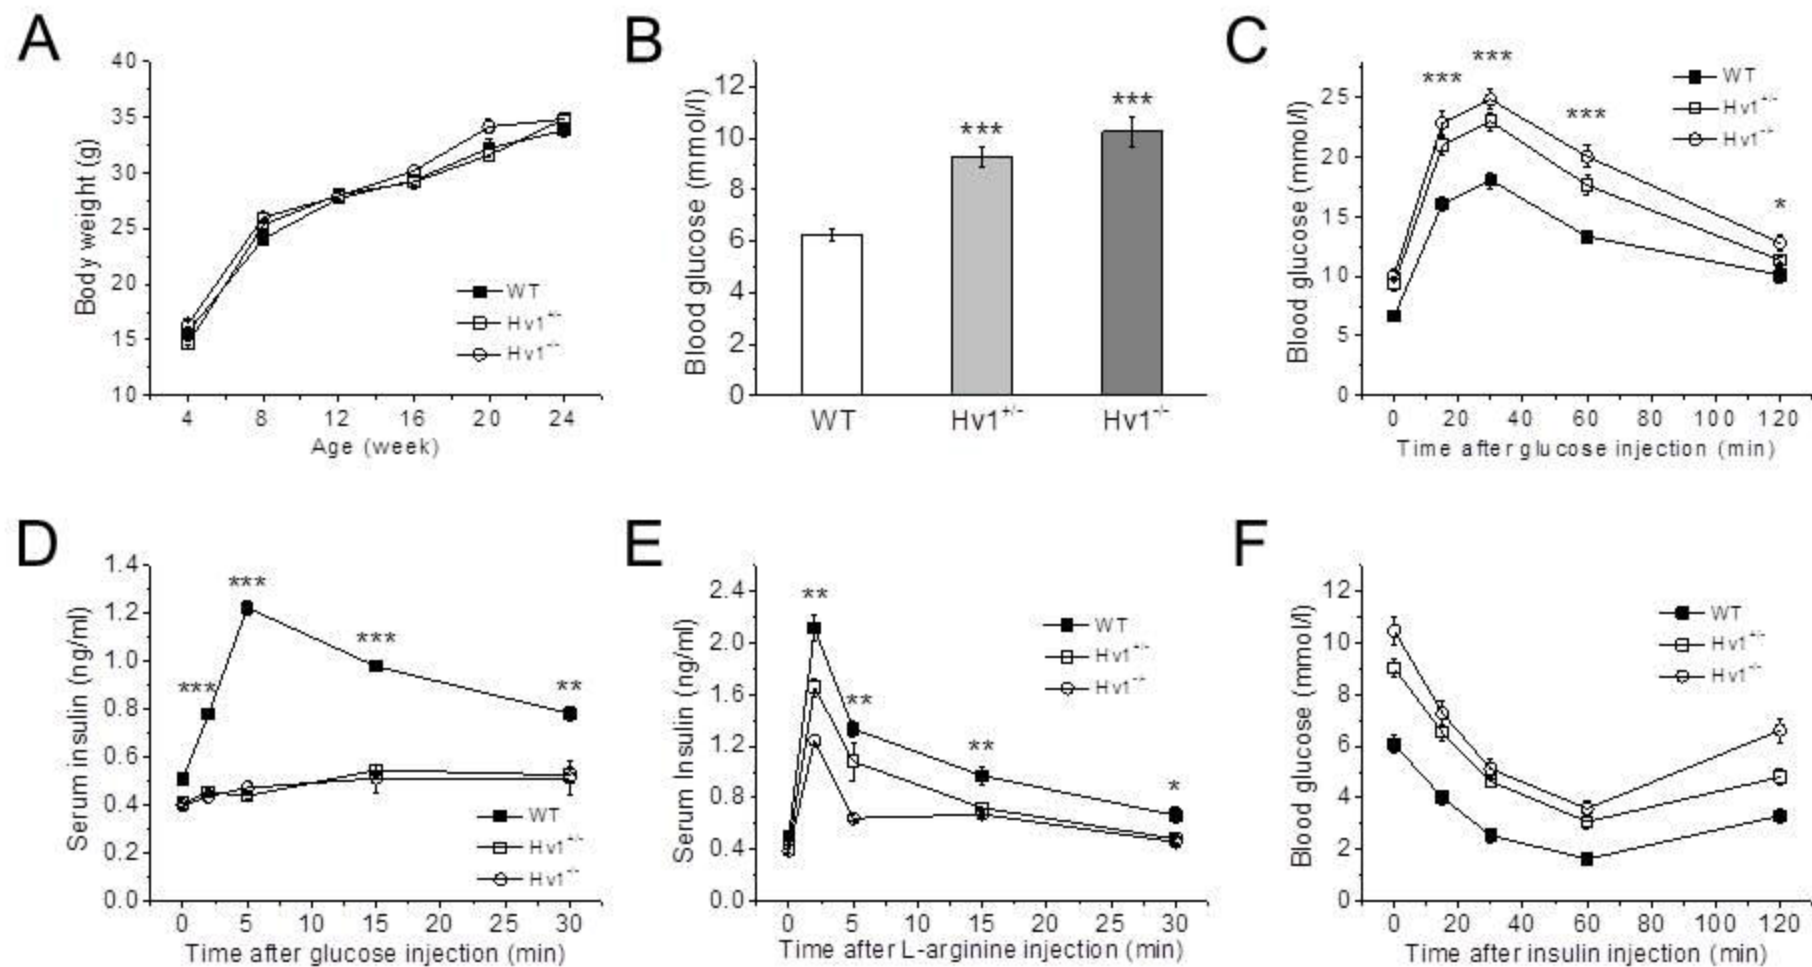 A
Body weight (g)
40
35
30
25
20
15
10
4 8 12 16 20 24
Age (week)
WT
Hv1+/-
Hv1-/-
B
Blood glucose (mmol/l)
12
10
8
6
4
2
0
***
***
WT Hv1+/- Hv1-/-
C
Blood glucose (mmol/l)
25
20
15
10
5
0
***
***
***
*
WT
Hv1+/-
Hv1-/-
0 20 40 60 80 100 120
Time after glucose injection (min)
D
Serum insulin (ng/ml)
1.4
1.2
1.0
0.8
0.6
0.4
0.2
0.0
***
***
***
**
WT
Hv1+/-
Hv1-/-
0 5 10 15 20 25 30
Time after glucose injection (min)
E
Serum Insulin (ng/ml)
2.4
2.0
1.6
1.2
0.8
0.4
0.0
**
**
**
*
WT
Hv1+/-
Hv1-/-
0 5 10 15 20 25 30
Time after L-arginine injection (min)
F
Blood glucose (mmol/l)
12
10
8
6
4
2
0
WT
Hv1+/-
Hv1-/-
0 20 40 60 80 100 120
Time after insulin injection (min)